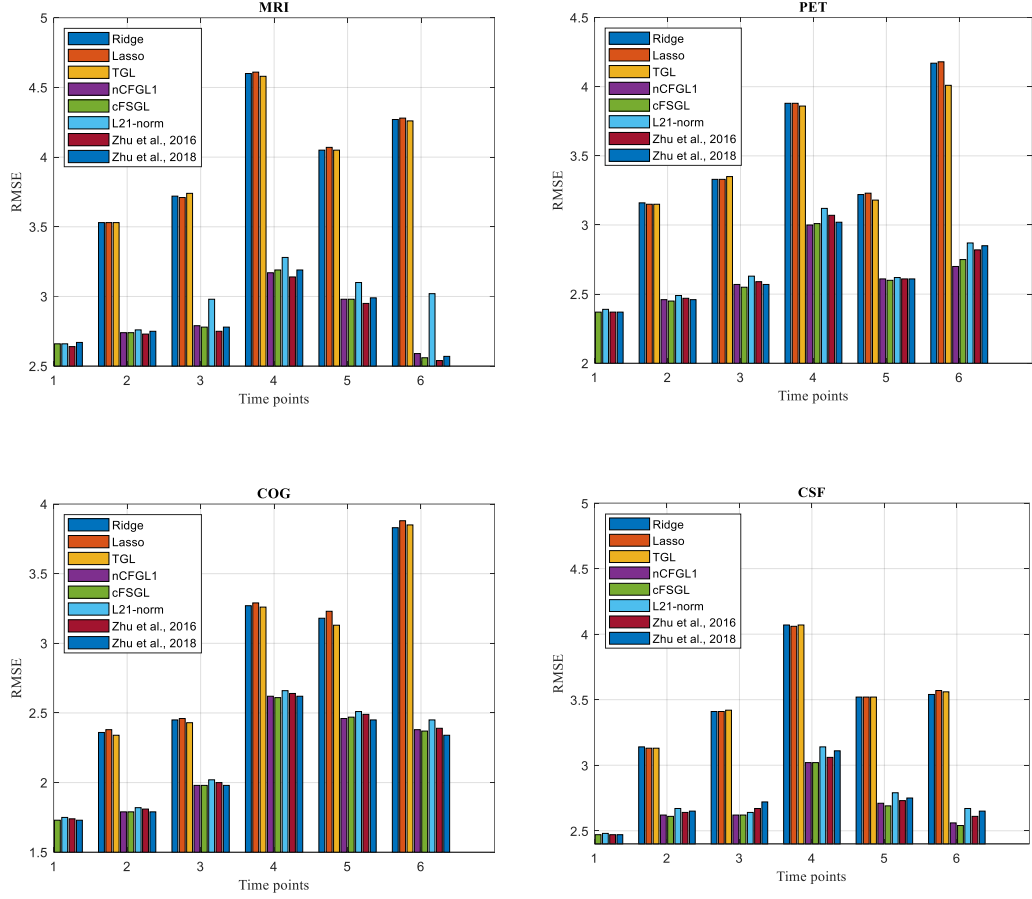 MRI
5
4.5
4
3.5
3
2.5
RMSE
Ridge
Lasso
TGL
nCFGL1
cFSGL
L21-norm
Zhu et al., 2016
Zhu et al., 2018
1 2 3 4 5 6
Time points
PET
4.5
4
3.5
3
2.5
2
RMSE
Ridge
Lasso
TGL
nCFGL1
cFSGL
L21-norm
Zhu et al., 2016
Zhu et al., 2018
1 2 3 4 5 6
Time points
COG
4
3.5
3
2.5
2
1.5
RMSE
Ridge
Lasso
TGL
nCFGL1
cFSGL
L21-norm
Zhu et al., 2016
Zhu et al., 2018
1 2 3 4 5 6
Time points
CSF
5
4.5
4
3.5
3
2.5
RMSE
Ridge
Lasso
TGL
nCFGL1
cFSGL
L21-norm
Zhu et al., 2016
Zhu et al., 2018
1 2 3 4 5 6
Time points